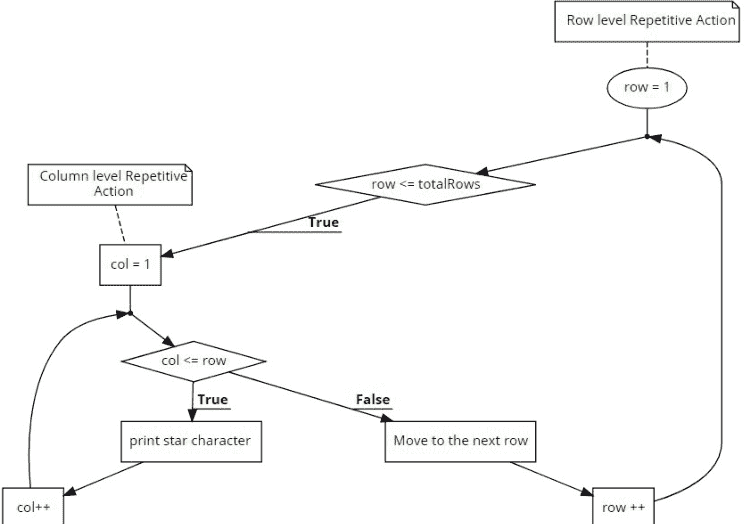 Row level Repetitive Action
row = 1
row <= totalRows
Column level Repetitive
Action
True
col = 1
col <= row
True
False
print star character
Move to the next row
col++
row ++